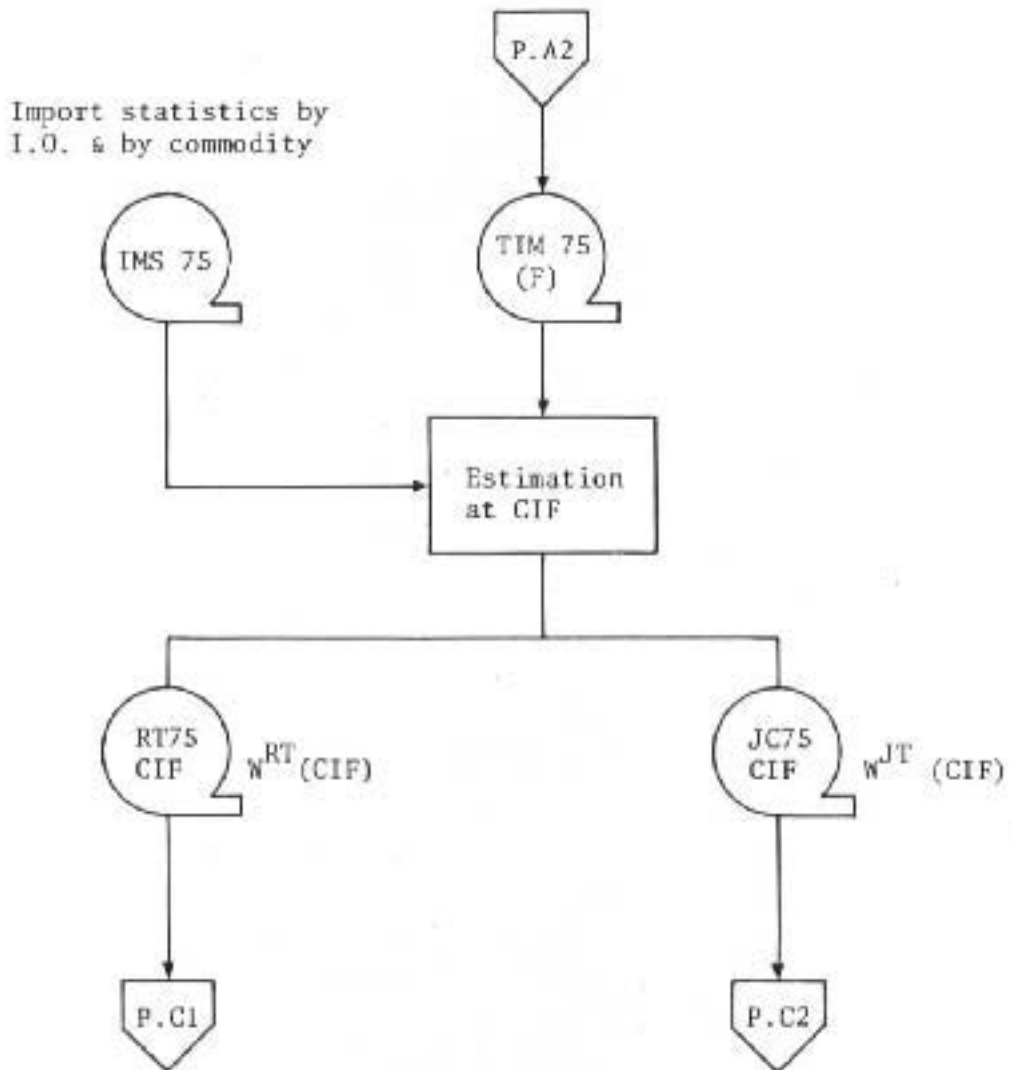 P.A2
Import statistics by
I.O. & by commodity
IMS 75
TIM 75
(F)
Estimation
at CIF
RT75
CIF
W^RT (CIF)
JC75
CIF
W^JT (CIF)
P.C1
P.C2